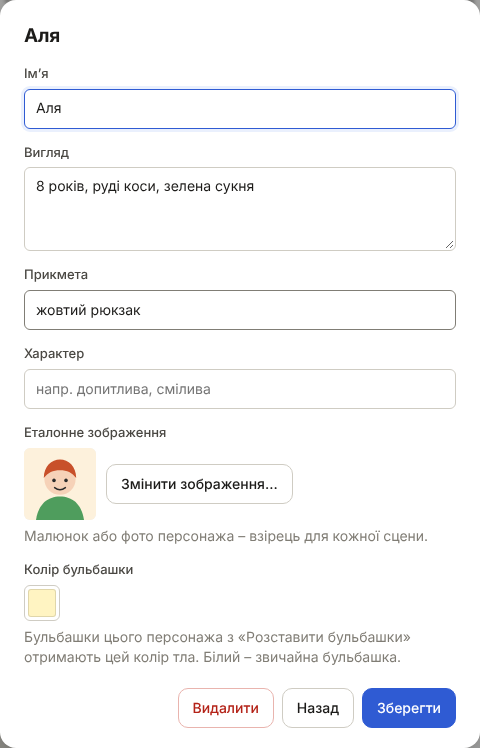 Аля
Ім’я
Аля
Вигляд
8 років, руді коси, зелена сукня
Прикмета
жовтий рюкзак
Характер
напр. допитлива, смілива
Еталонне зображення
Змінити зображення...
Малюнок або фото персонажа – взірець для кожної сцени.
Колір бульбашки
Бульбашки цього персонажа з «Розставити бульбашки»
отримають цей колір тла. Білий – звичайна бульбашка.
Видалити
Назад
Зберегти